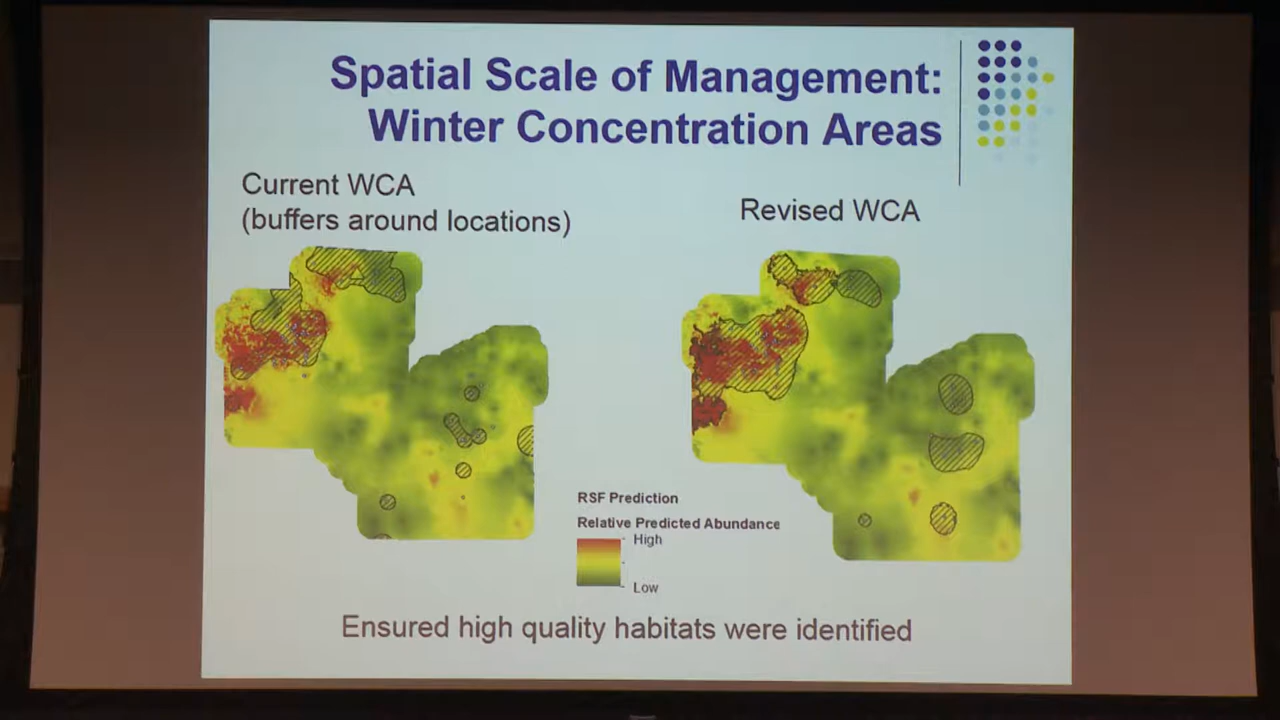 Spatial Scale of Management:
Winter Concentration Areas
Current WCA
(buffers around locations)
Revised WCA
RSF Prediction
Relative Predicted Abundance
High
Low
Ensured high quality habitats were identified